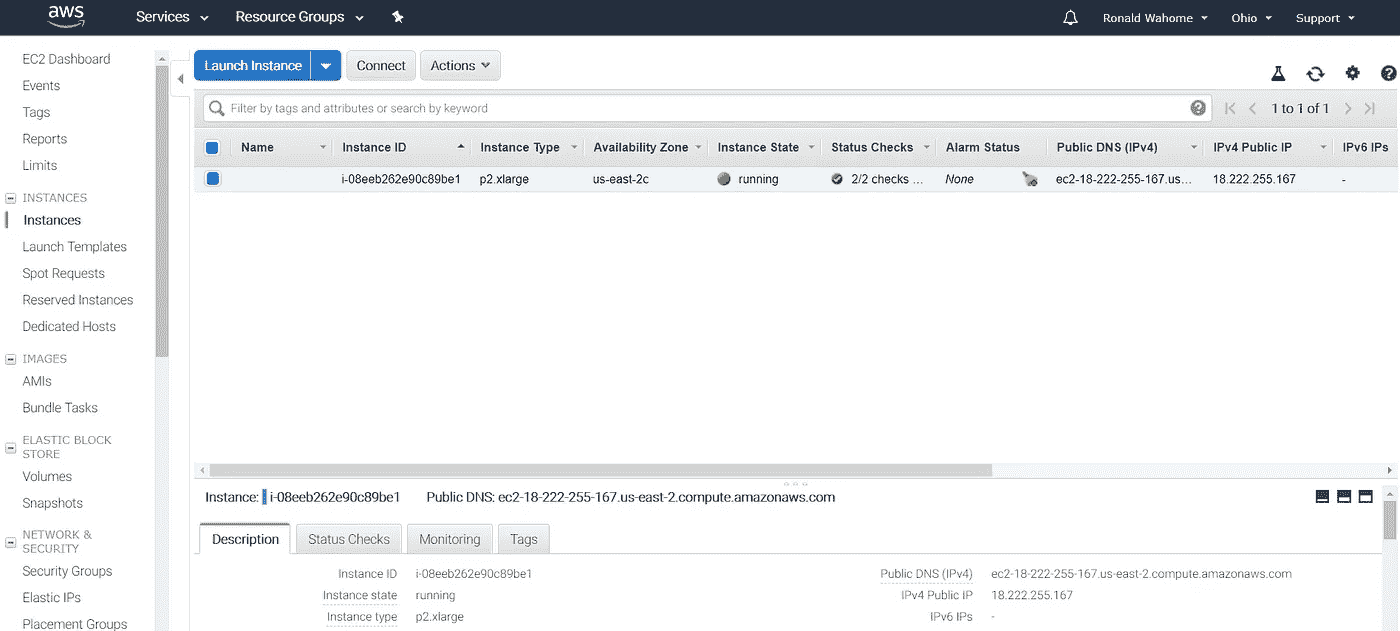 aws Services Resource Groups Ronald Wahome Ohio Support
EC2 Dashboard
Events
Tags
Reports
Limits
INSTANCES
Instances
Launch Templates
Spot Requests
Reserved Instances
Dedicated Hosts
IMAGES
AMIs
Bundle Tasks
ELASTIC BLOCK
STORE
Volumes
Snapshots
NETWORK &
SECURITY
Security Groups
Elastic IPs
Placement Groups
Launch Instance Connect Actions
Filter by tags and attributes or search by keyword 1 to 1 of 1
Name Instance ID Instance Type Availability Zone Instance State Status Checks Alarm Status Public DNS (IPv4) IPv4 Public IP IPv6 IPs
i-08eeb262e90c89be1 p2.xlarge us-east-2c running 2/2 checks ... None ec2-18-222-255-167.us... 18.222.255.167 -
Instance: i-08eeb262e90c89be1 Public DNS: ec2-18-222-255-167.us-east-2.compute.amazonaws.com
Description Status Checks Monitoring Tags
Instance ID i-08eeb262e90c89be1 Public DNS (IPv4) ec2-18-222-255-167.us-east-2.compute.amazonaws.com
Instance state running IPv4 Public IP 18.222.255.167
Instance type p2.xlarge IPv6 IPs -